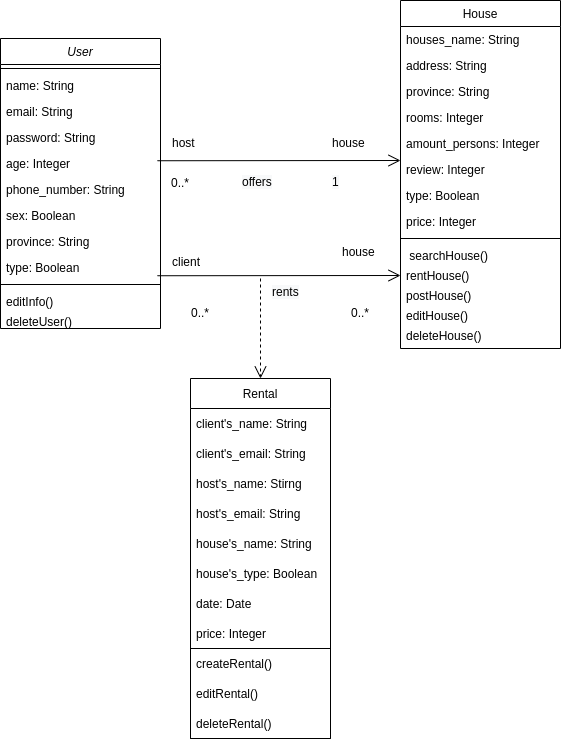 User
name: String
email: String
password: String
age: Integer
phone_number: String
sex: Boolean
province: String
type: Boolean
editInfo()
deleteUser()
host
house
0..*
offers
1
client
house
rents
0..*
0..*
House
houses_name: String
address: String
province: String
rooms: Integer
amount_persons: Integer
review: Integer
type: Boolean
price: Integer
searchHouse()
rentHouse()
postHouse()
editHouse()
deleteHouse()
Rental
client's_name: String
client's_email: String
host's_name: Stirng
host's_email: String
house's_name: String
house's_type: Boolean
date: Date
price: Integer
createRental()
editRental()
deleteRental()